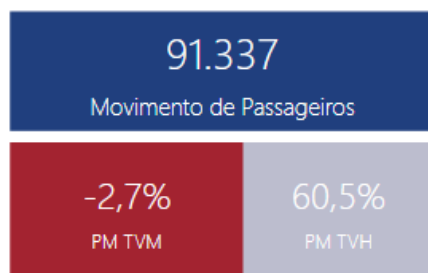 91.337
Movimento de Passageiros
-2,7%
60,5%
PM TVM
PM TVH